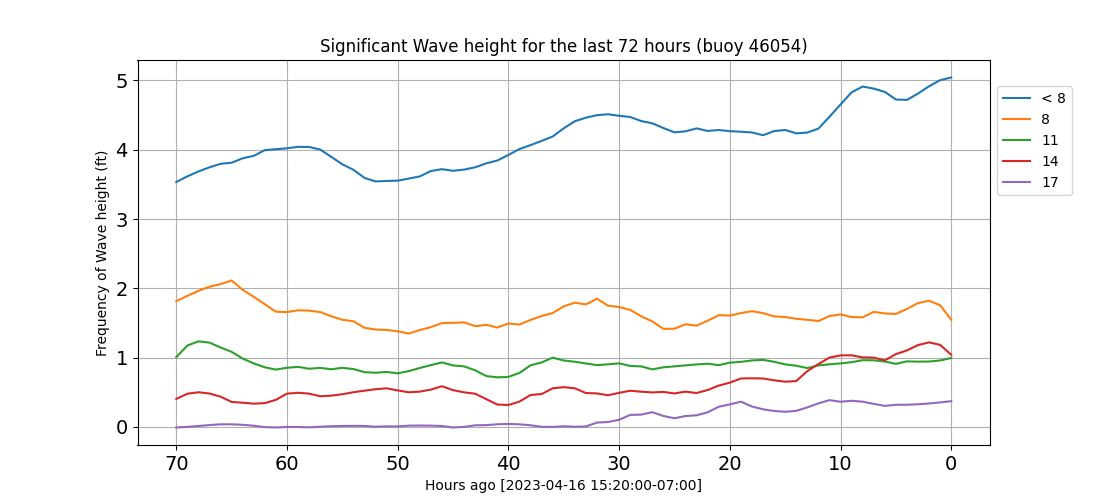 Significant Wave height for the last 72 hours (buoy 46054)
Frequency of Wave height (ft)
5
4
3
2
1
0
70 60 50 40 30 20 10 0
Hours ago [2023-04-16 15:20:00-07:00]
< 8
8
11
14
17